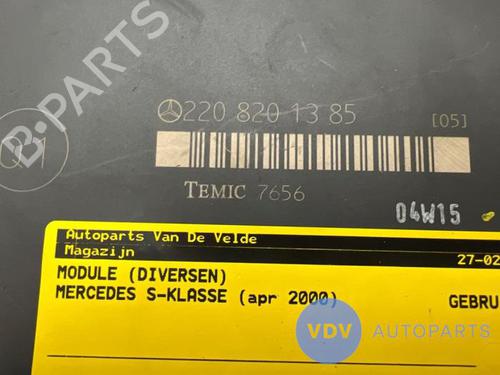 220 820 13 85 [05]
Q1
TEMIC 7656
04W15
Autoparts Van De Velde
Magazijn 27-02
MODULE (DIVERSEN)
MERCEDES S-KLASSE (apr 2000) GEBRU
VDV AUTOPARTS